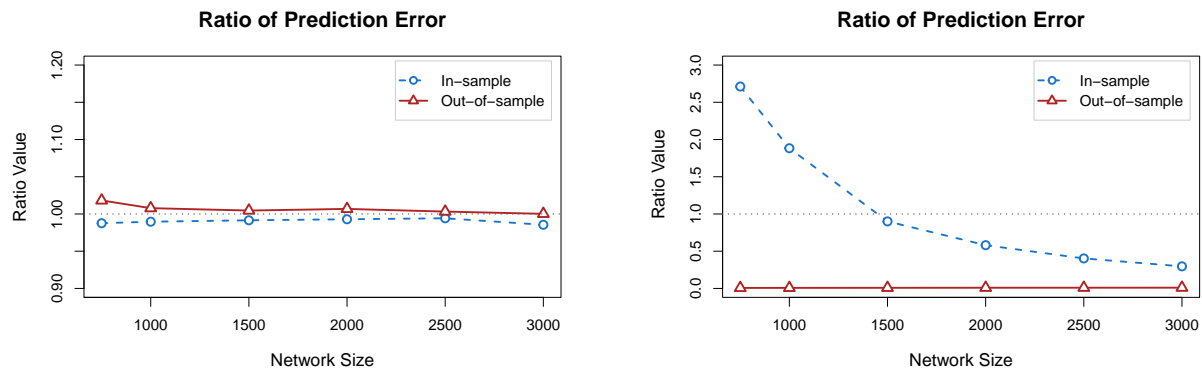 Ratio of Prediction Error
Ratio Value
1.20
1.10
1.00
0.90
In−sample
Out−of−sample
1000 1500 2000 2500 3000
Network Size
Ratio of Prediction Error
Ratio Value
3.0
2.5
2.0
1.5
1.0
0.5
0.0
In−sample
Out−of−sample
1000 1500 2000 2500 3000
Network Size